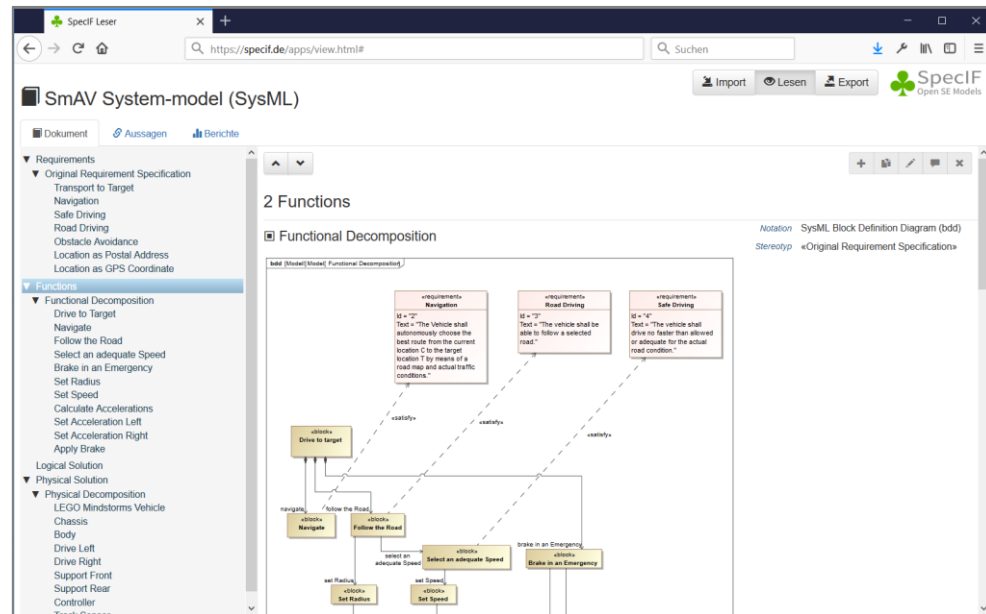 SpecIF Leser
https://specif.de/apps/view.html#
Suchen
SmAV System-model (SysML)
Import
Lesen
Export
SpecIF
Open SE Models
Dokument
Aussagen
Berichte
Requirements
Original Requirement Specification
Transport to Target
Navigation
Safe Driving
Road Driving
Obstacle Avoidance
Location as Postal Address
Location as GPS Coordinate
Functions
Functional Decomposition
Drive to Target
Navigate
Follow the Road
Select an adequate Speed
Brake in an Emergency
Set Radius
Set Speed
Calculate Accelerations
Set Acceleration Left
Set Acceleration Right
Apply Brake
Logical Solution
Physical Solution
Physical Decomposition
LEGO Mindstorms Vehicle
Chassis
Body
Drive Left
Drive Right
Support Front
Support Rear
Controller
Track Sensor
2 Functions
Functional Decomposition
Notation SysML Block Definition Diagram (bdd)
Stereotyp «Original Requirement Specification»
bdd [Model] Model[ Functional Decomposition]
«requirement»
Navigation
Id = "2"
Text = "The Vehicle shall
autonomously choose the
best route from the current
location C to the target
location T by means of a
road map and actual traffic
conditions."
«requirement»
Road Driving
Id = "3"
Text = "The vehicle shall be
able to follow a selected
road."
«requirement»
Safe Driving
Id = "4"
Text = "The vehicle shall
drive no faster than allowed
or adequate for the actual
road condition."
«satisfy»
«satisfy»
«satisfy»
«block»
Drive to target
navigate
follow the Road
«block»
Navigate
«block»
Follow the Road
select an
adequate Speed
«block»
Select an adequate Speed
brake in an Emergency
«block»
Brake in an Emergency
set Radius
«block»
Set Radius
set Speed
«block»
Set Speed